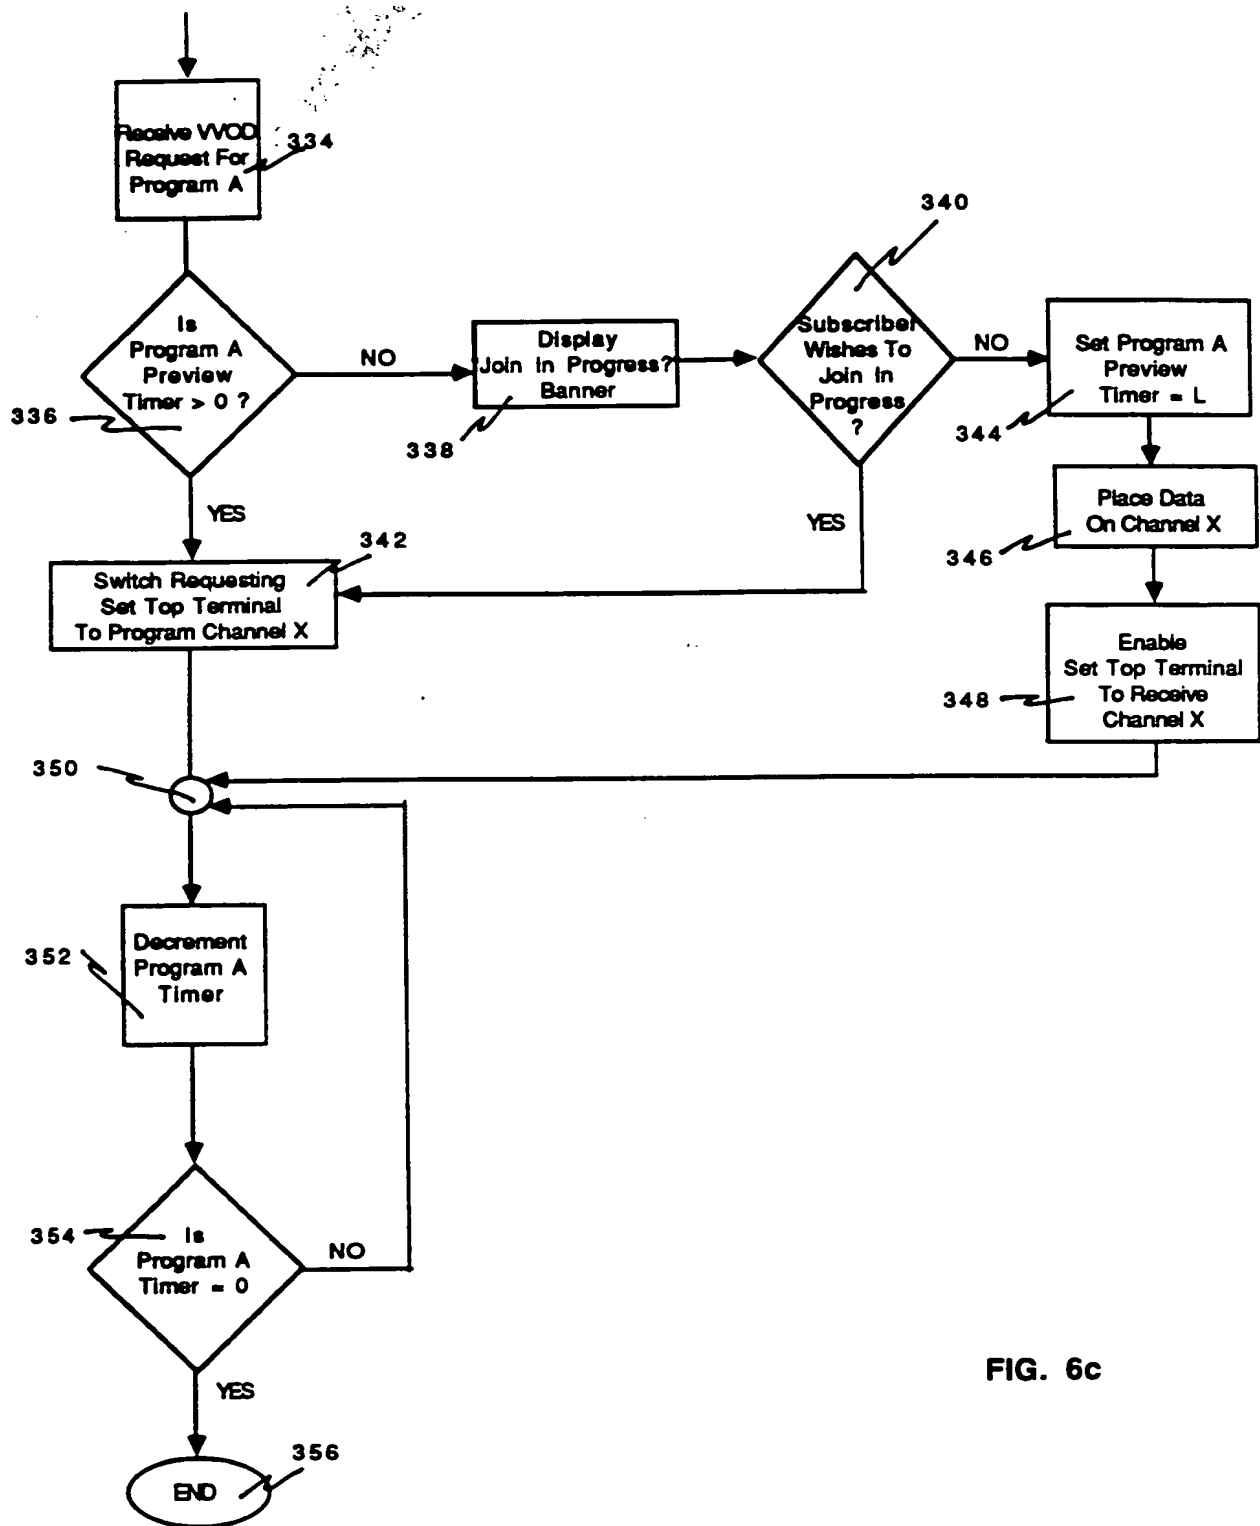 Receive VVOD
Request For
Program A
334
Is
Program A
Preview
Timer > 0 ?
336
NO
YES
Display
Join In Progress?
Banner
338
340
Subscriber
Wishes To
Join In
Progress
?
NO
YES
Set Program A
Preview
Timer = L
344
Place Data
On Channel X
346
Enable
Set Top Terminal
To Receive
Channel X
348
342
Switch Requesting
Set Top Terminal
To Program Channel X
350
Decrement
Program A
Timer
352
Is
Program A
Timer = 0
354
NO
YES
END
356
FIG. 6c